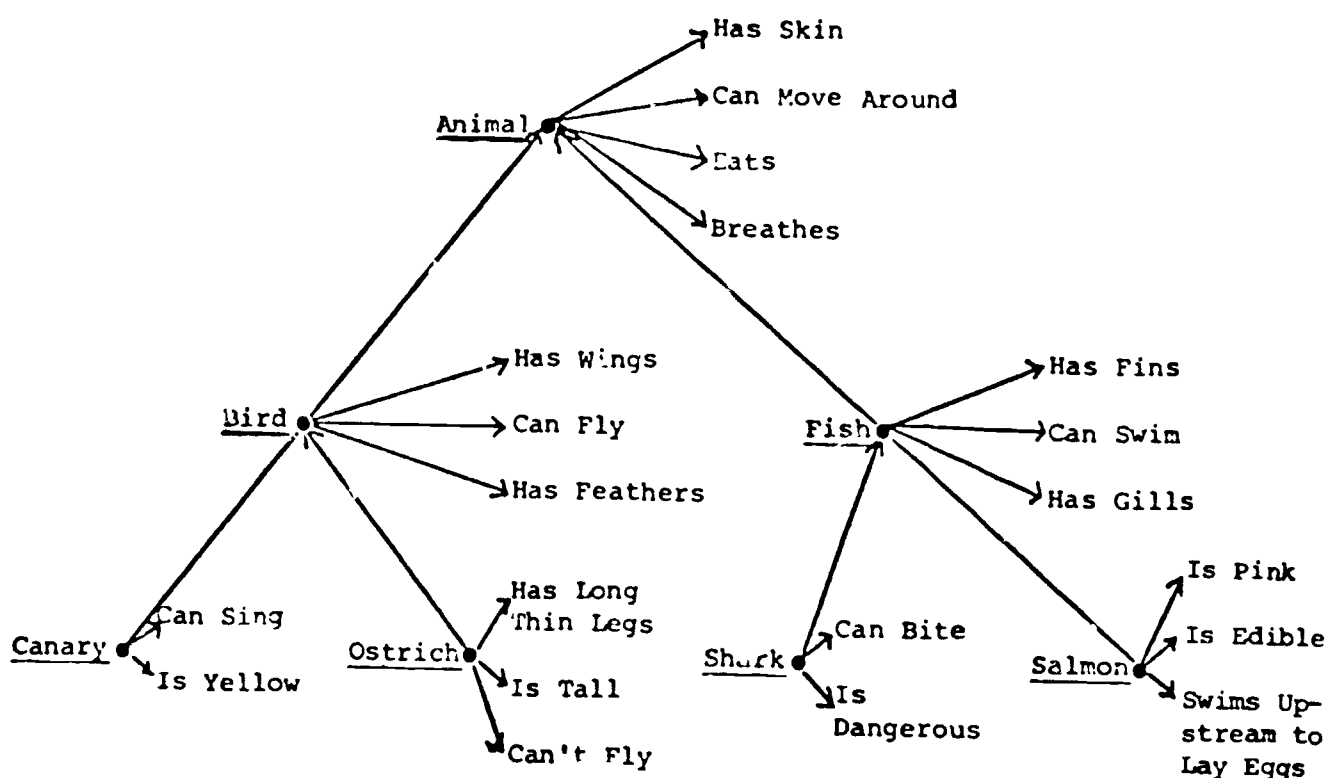 Has Skin
Can Move Around
Animal
Eats
Breathes
Has Wings
Bird
Can Fly
Has Feathers
Has Fins
Fish
Can Swim
Has Gills
Can Sing
Canary
Is Yellow
Has Long
Thin Legs
Ostrich
Is Tall
Can't Fly
Can Bite
Shark
Is
Dangerous
Is Pink
Is Edible
Salmon
Swims Up-
stream to
Lay Eggs